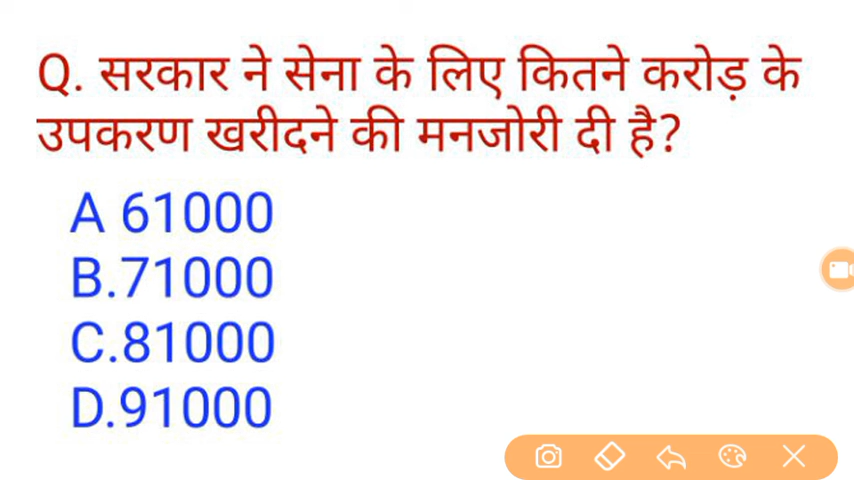 Q. सरकार ने सेना के लिए कितने करोड़ के
उपकरण खरीदने की मनजोरी दी है?
A 61000
B.71000
C.81000
D.91000